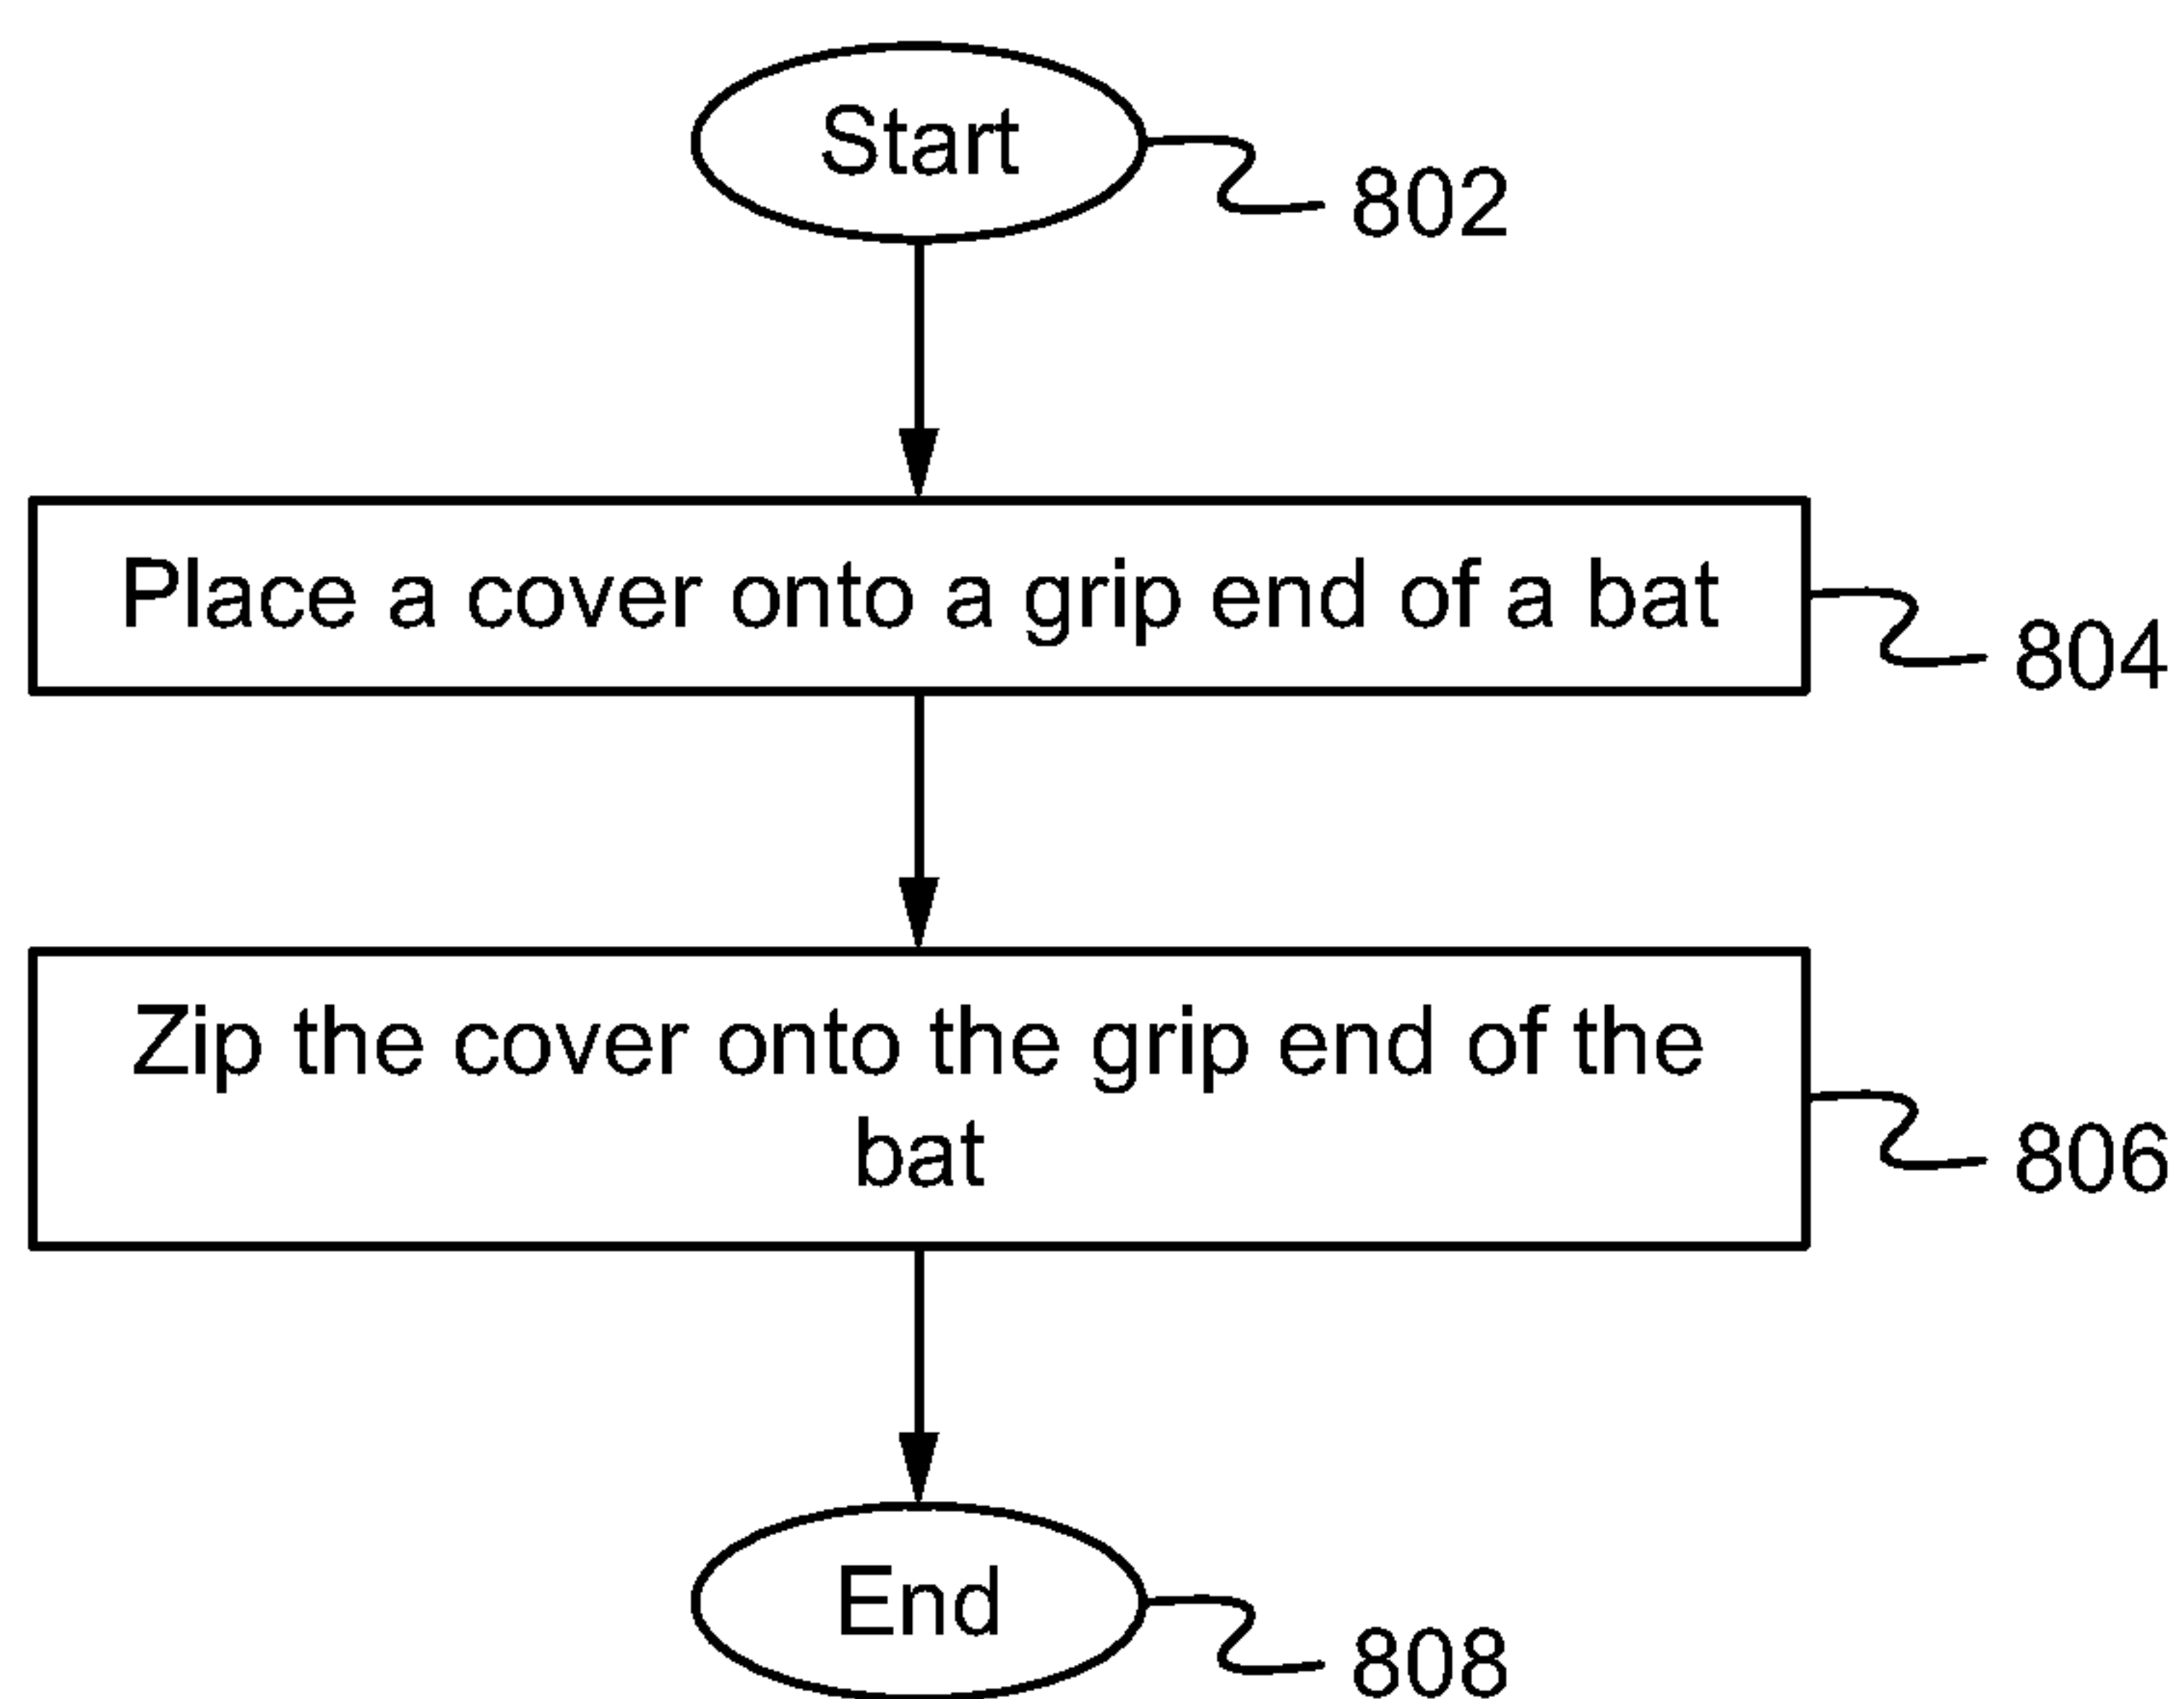 Start
802
Place a cover onto a grip end of a bat
804
Zip the cover onto the grip end of the
bat
806
End
808